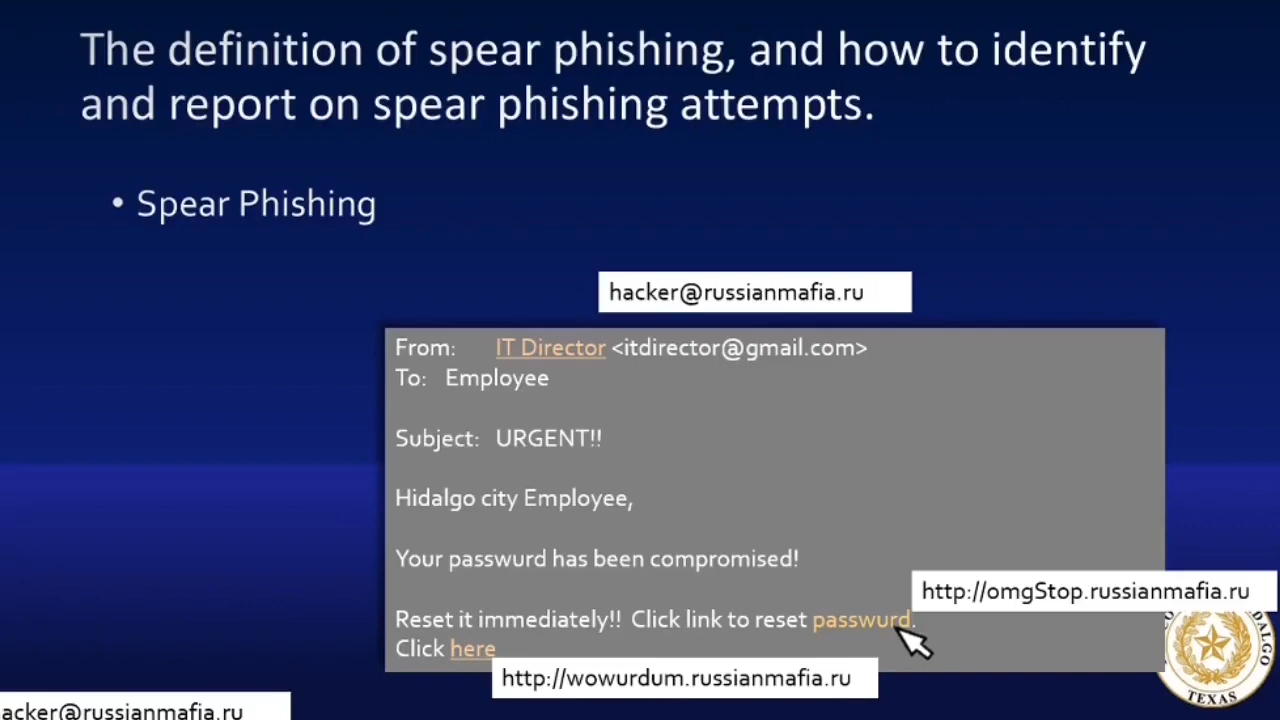 The definition of spear phishing, and how to identify
and report on spear phishing attempts.
• Spear Phishing
hacker@russianmafia.ru
From: IT Director <itdirector@gmail.com>
To: Employee
Subject: URGENT!!
Hidalgo city Employee,
Your passwurd has been compromised!
http://omgStop.russianmafia.ru
Reset it immediately!! Click link to reset passwurd.
Click here
http://wowurdum.russianmafia.ru
TEXAS
acker@russianmafia.ru